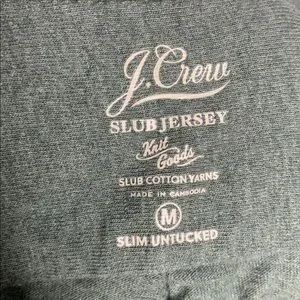 J.Crew
SLUB JERSEY
Knit
Goods
SLUB COTTON YARNS
MADE IN CAMBODIA
M
SLIM UNTUCKED